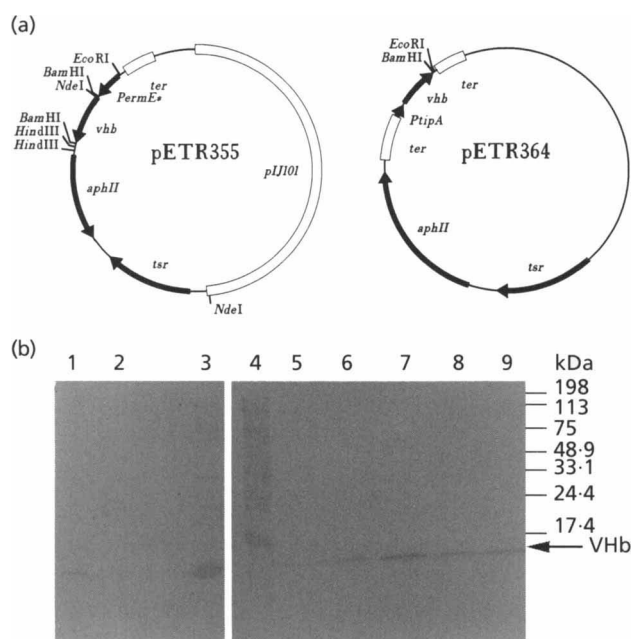 (a)
EcoRI
BamHI
NdeI
ter
PermE*
BamHI
HindIII
HindIII
vhb
pETR355
pIJ101
aphII
tsr
NdeI
EcoRI
BamHI
ter
vhb
PtipA
pETR364
ter
aphII
tsr
(b)
1 2 3 4 5 6 7 8 9 kDa
198
113
75
48·9
33·1
24·4
17·4
VHb